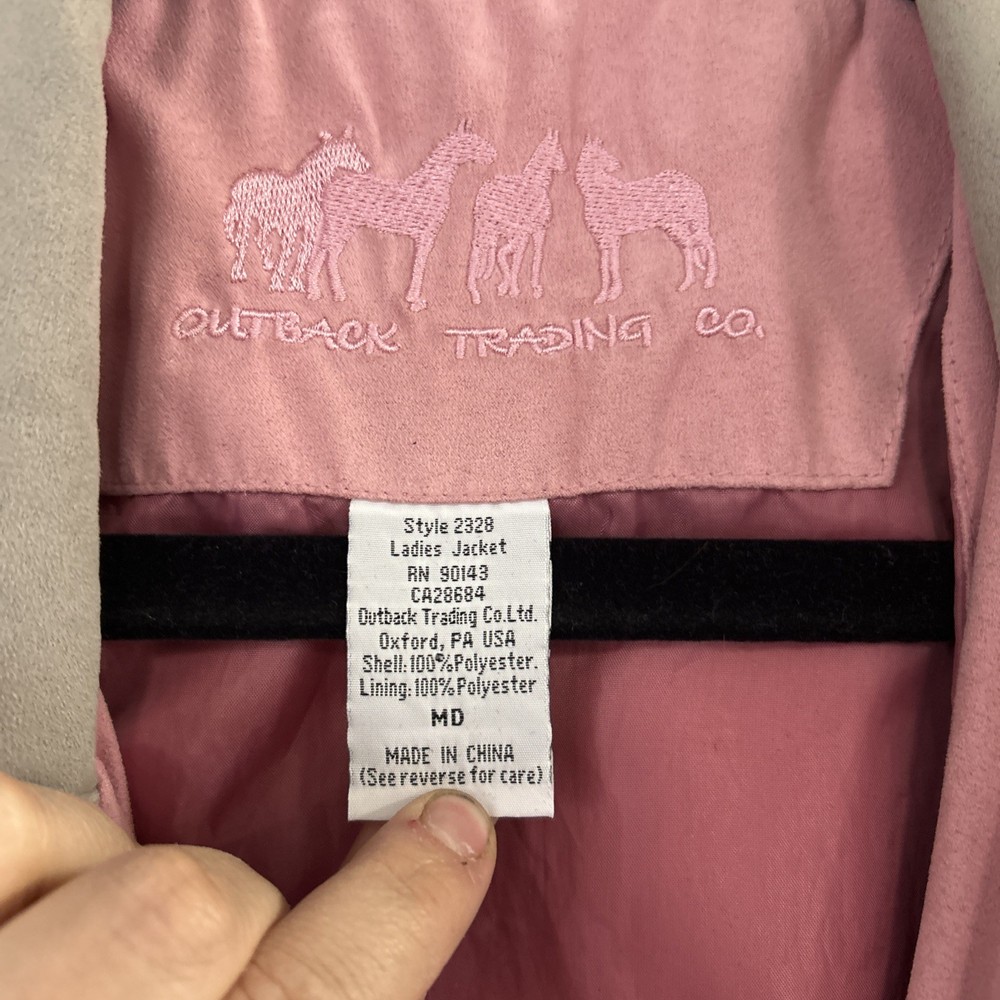 OUTBACK TRADING CO.
Style 2328
Ladies Jacket
RN 90143
CA28684
Outback Trading Co.Ltd.
Oxford, PA USA
Shell:100%Polyester.
Lining:100%Polyester
MD
MADE IN CHINA
(See reverse for care)